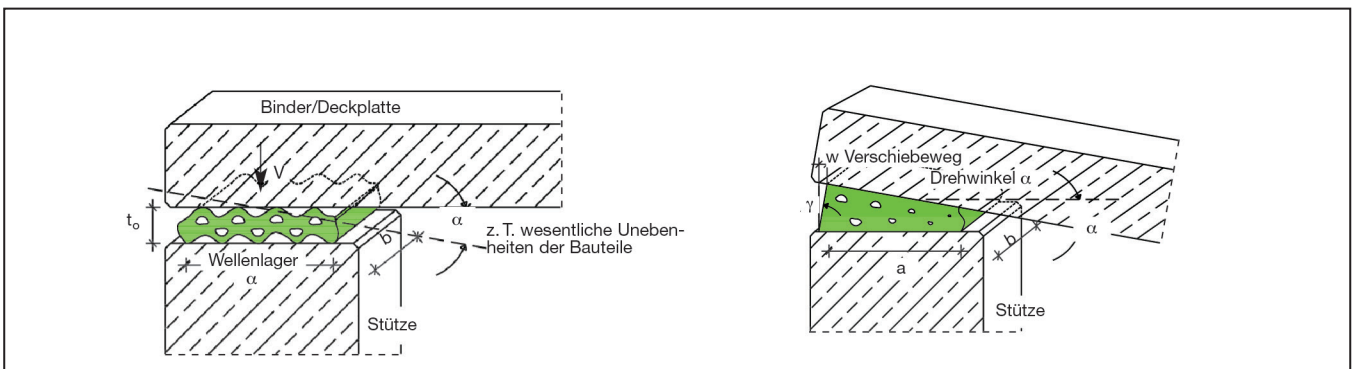 Binder/Deckplatte
V
t₀
α
z. T. wesentliche Uneben-
heiten der Bauteile
b
Wellenlager
α
Stütze
w Verschiebeweg
Drehwinkel α
γ
α
b
a
Stütze